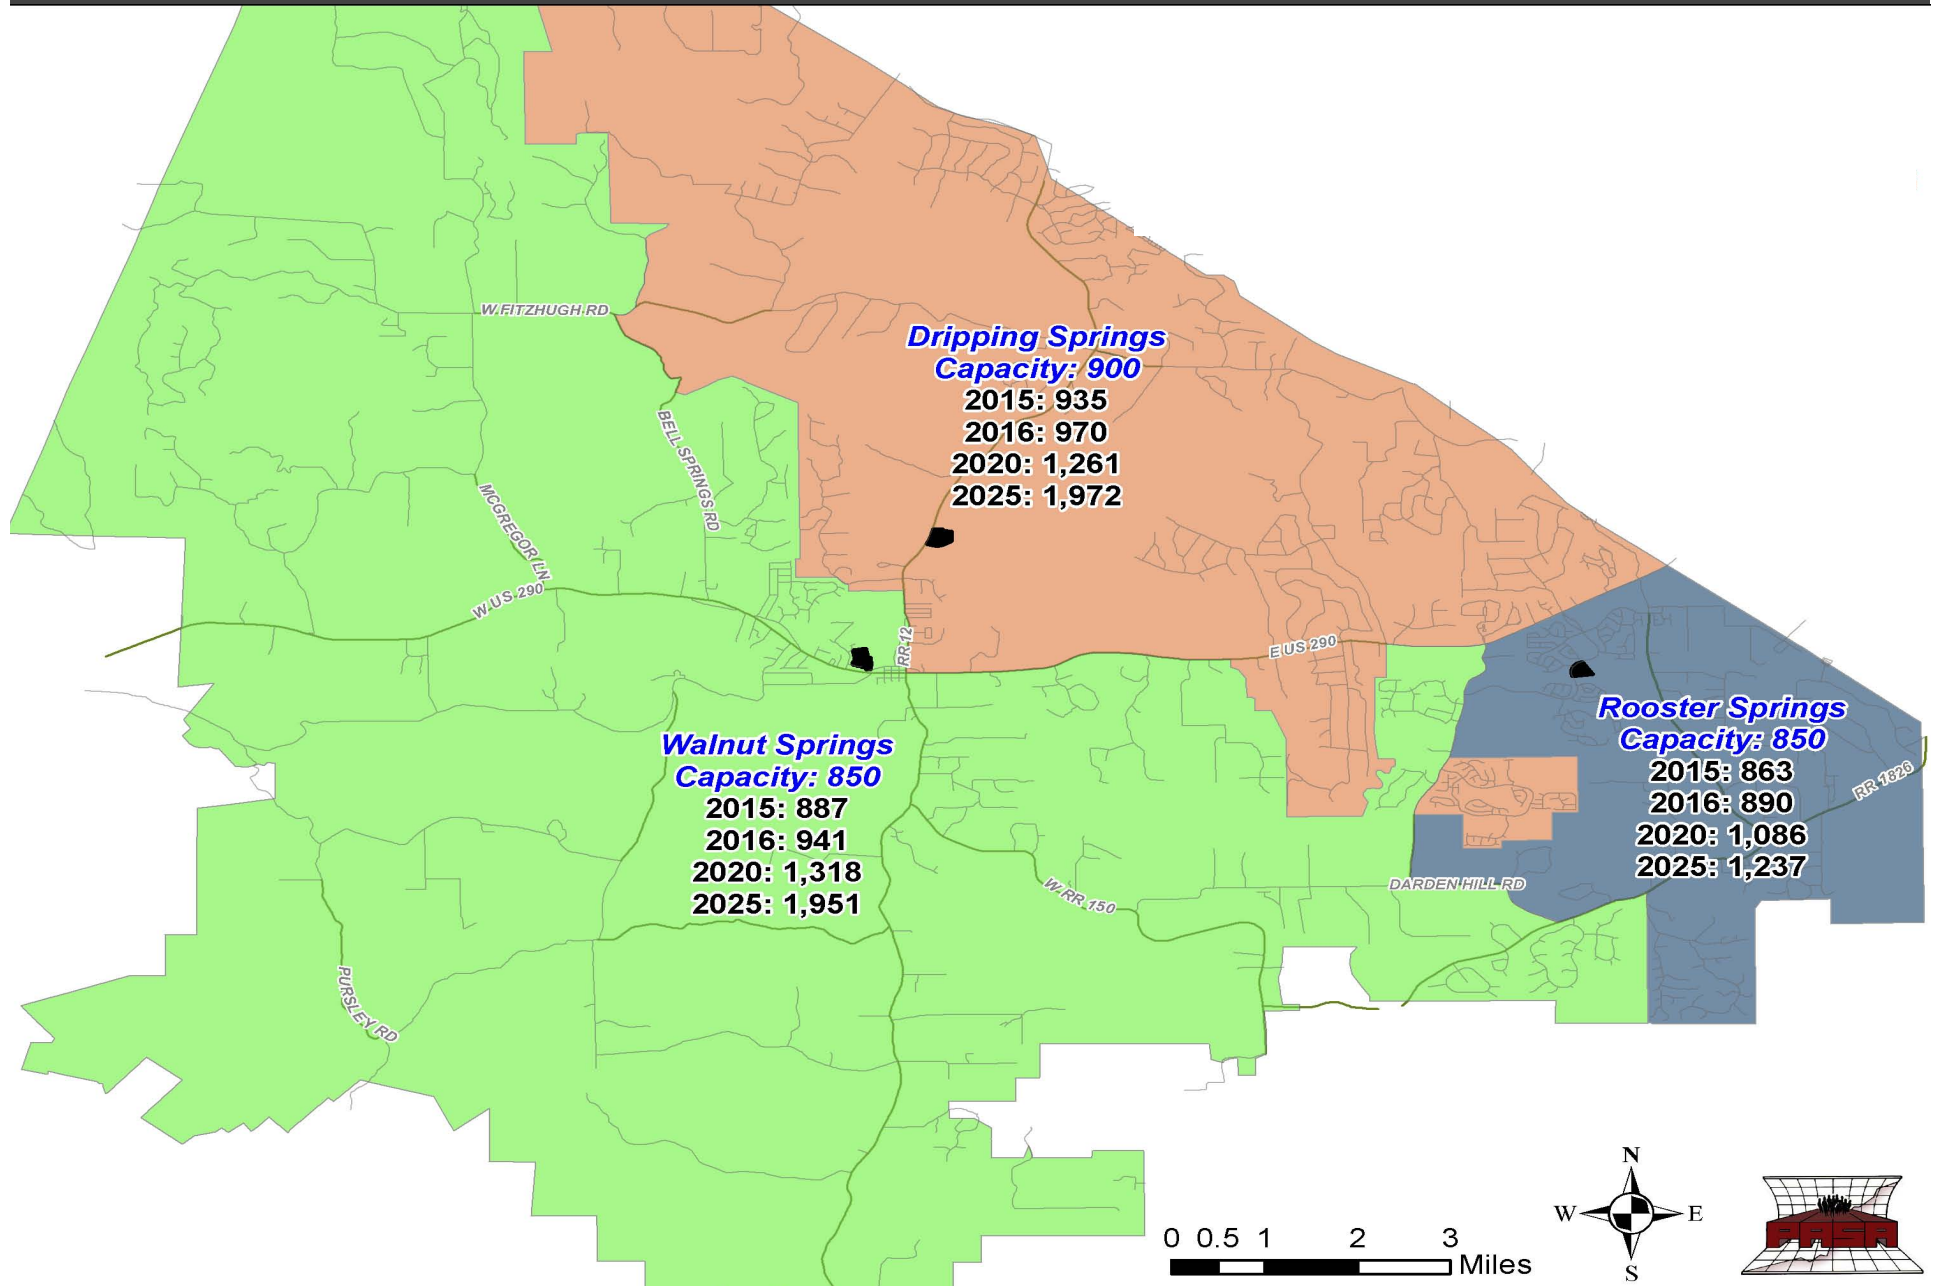 W FITZHUGH RD
Dripping Springs
Capacity: 900
2015: 935
2016: 970
2020: 1,261
2025: 1,972
BELL SPRINGS RD
MCGREGOR LN
W US 290
RR 12
E US 290
Walnut Springs
Capacity: 850
2015: 887
2016: 941
2020: 1,318
2025: 1,951
Rooster Springs
Capacity: 850
2015: 863
2016: 890
2020: 1,086
2025: 1,237
RR 1826
DARDEN HILL RD
W RR 150
PURSLEY RD
N
W E
S
0 0.5 1 2 3
Miles
PASA